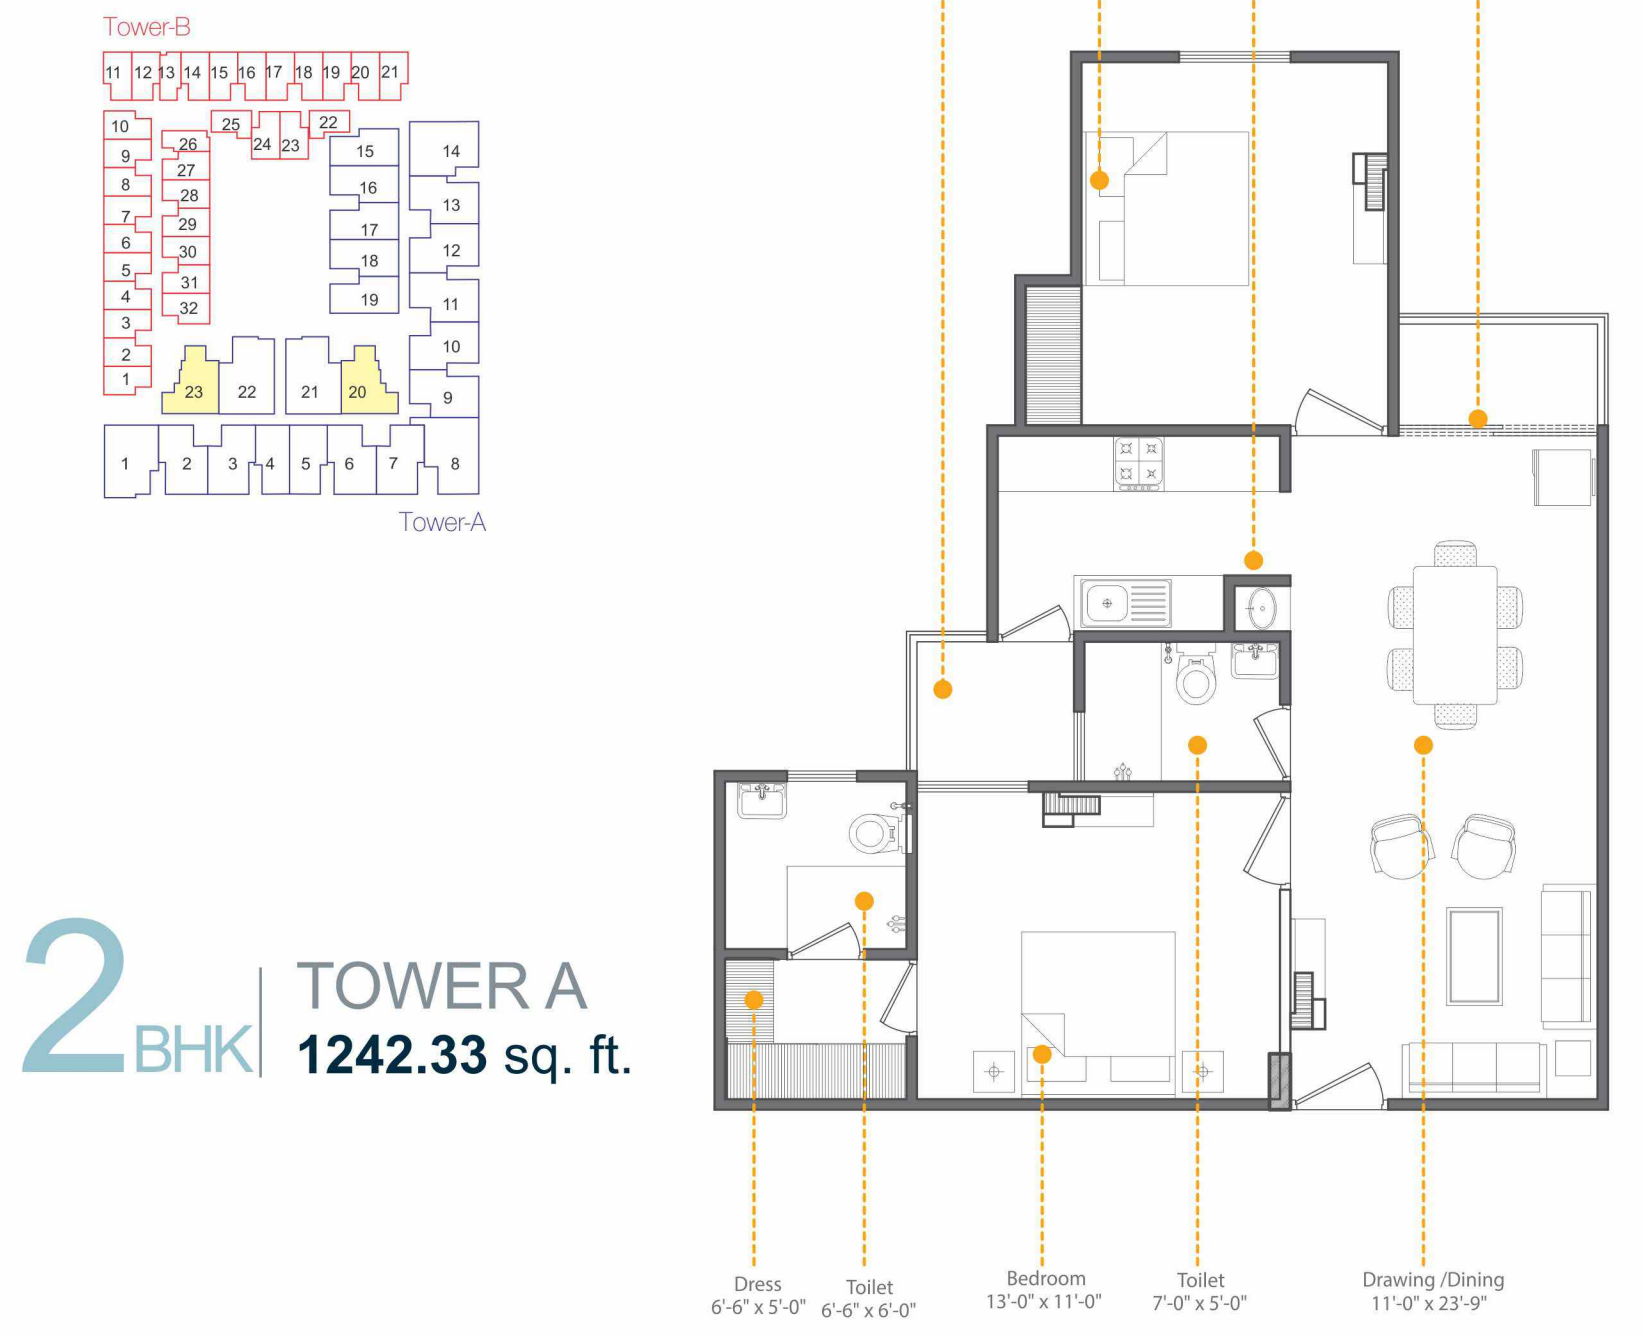 Tower-B
11 12 13 14 15 16 17 18 19 20 21
10 25 24 23 22
9 26 15 14
8 27 16
7 28 13
6 29 17 12
5 30 18
4 31 19 11
3 32
2 10
1 23 22 21 20 9
1 2 3 4 5 6 7 8
Tower-A
2 BHK
TOWER A
1242.33 sq. ft.
Dress
6'-6" x 5'-0"
Toilet
6'-6" x 6'-0"
Bedroom
13'-0" x 11'-0"
Toilet
7'-0" x 5'-0"
Drawing /Dining
11'-0" x 23'-9"